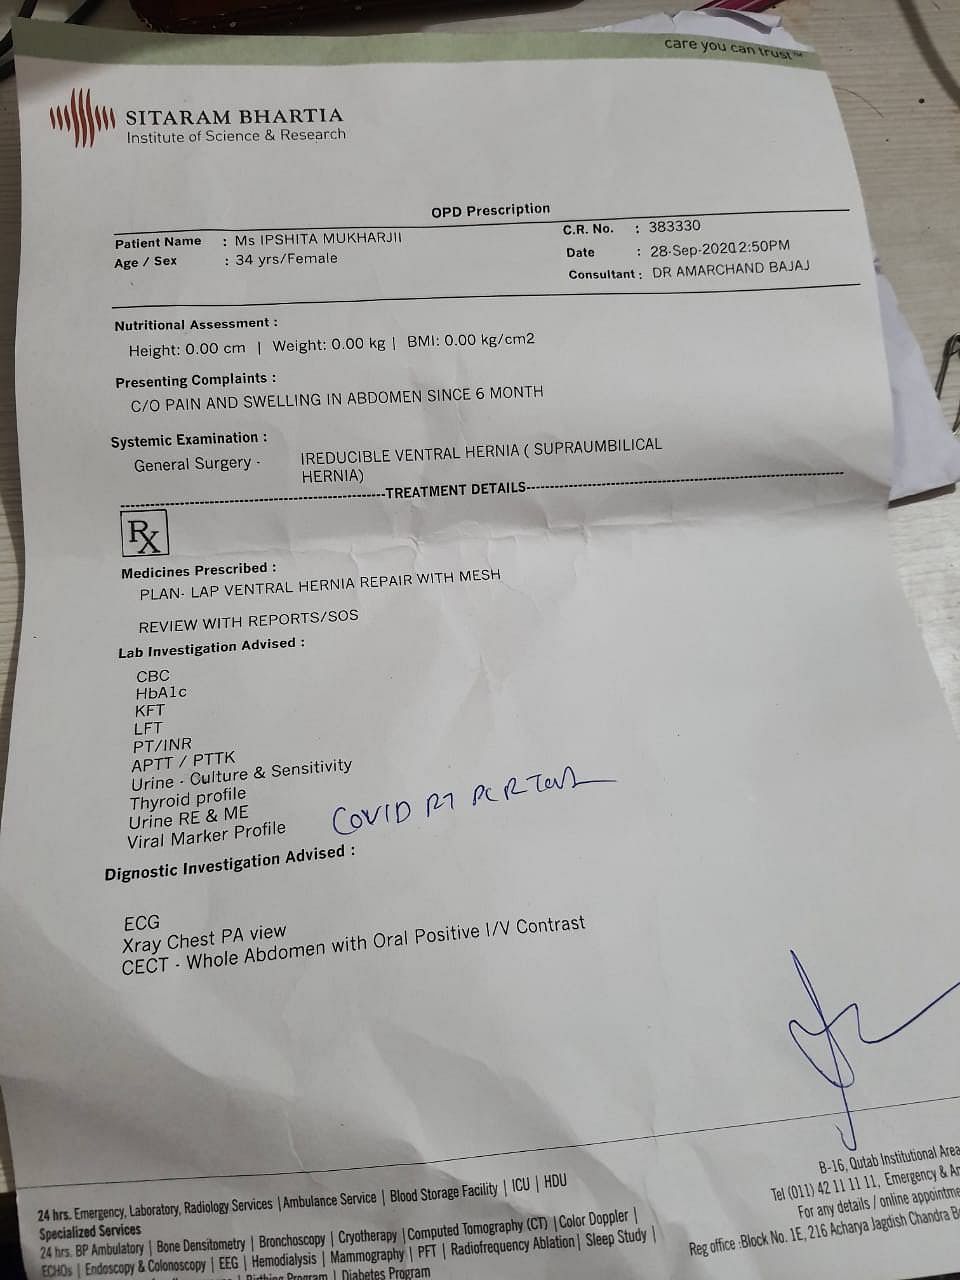 care you can trust™
SITARAM BHARTIA
Institute of Science & Research
OPD Prescription
Patient Name : Ms IPSHITA MUKHARJII
C.R. No. : 383330
Age / Sex : 34 yrs/Female
Date : 28-Sep-2020 2:50PM
Consultant : DR AMARCHAND BAJAJ
Nutritional Assessment :
Height: 0.00 cm | Weight: 0.00 kg | BMI: 0.00 kg/cm2
Presenting Complaints :
C/O PAIN AND SWELLING IN ABDOMEN SINCE 6 MONTH
Systemic Examination :
General Surgery - IREDUCIBLE VENTRAL HERNIA ( SUPRAUMBILICAL
HERNIA)
TREATMENT DETAILS
Rx
Medicines Prescribed :
PLAN- LAP VENTRAL HERNIA REPAIR WITH MESH
REVIEW WITH REPORTS/SOS
Lab Investigation Advised :
CBC
HbA1c
KFT
LFT
PT/INR
APTT / PTTK
Urine - Culture & Sensitivity
Thyroid profile
Urine RE & ME
Viral Marker Profile
COVID RT PCR Test
Dignostic Investigation Advised :
ECG
Xray Chest PA view
CECT - Whole Abdomen with Oral Positive I/V Contrast
B-16, Qutab Institutional Area
Tel (011) 42 11 11 11, Emergency &
For any details / online
Reg office :Block No. 1E, 216 Acharya Jagdish Chandra
24 hrs. Emergency, Laboratory, Radiology Services | Ambulance Service | Blood Storage Facility | ICU | HDU
Specialized Services
24 hrs. BP Ambulatory | Bone Densitometry | Bronchoscopy | Cryotherapy | Computed Tomography (CT) | Color Doppler |
ECHOs | Endoscopy & Colonoscopy | EEG | Hemodialysis | Mammography | PFT | Radiofrequency Ablation | Sleep Study |
Program | Diabetes Program